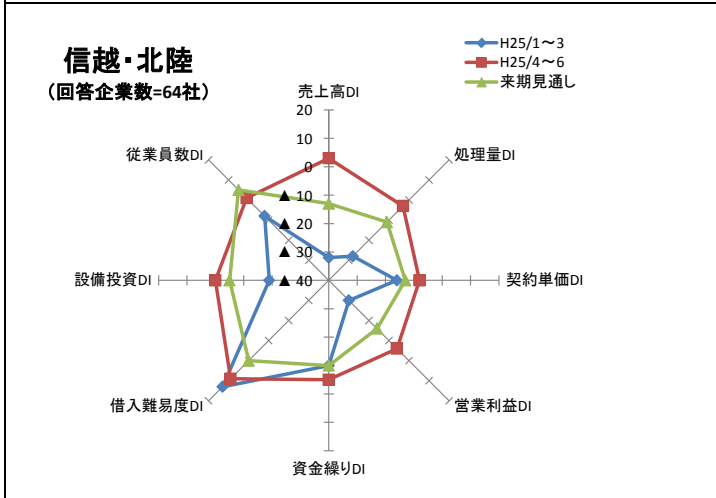 信越・北陸
（回答企業数=64社）
H25/1～3
H25/4～6
来期見通し
売上高DI
処理量DI
契約単価DI
営業利益DI
資金繰りDI
借入難易度DI
設備投資DI
従業員数DI
20
10
0
▲ 10
▲ 20
▲ 30
▲ 40